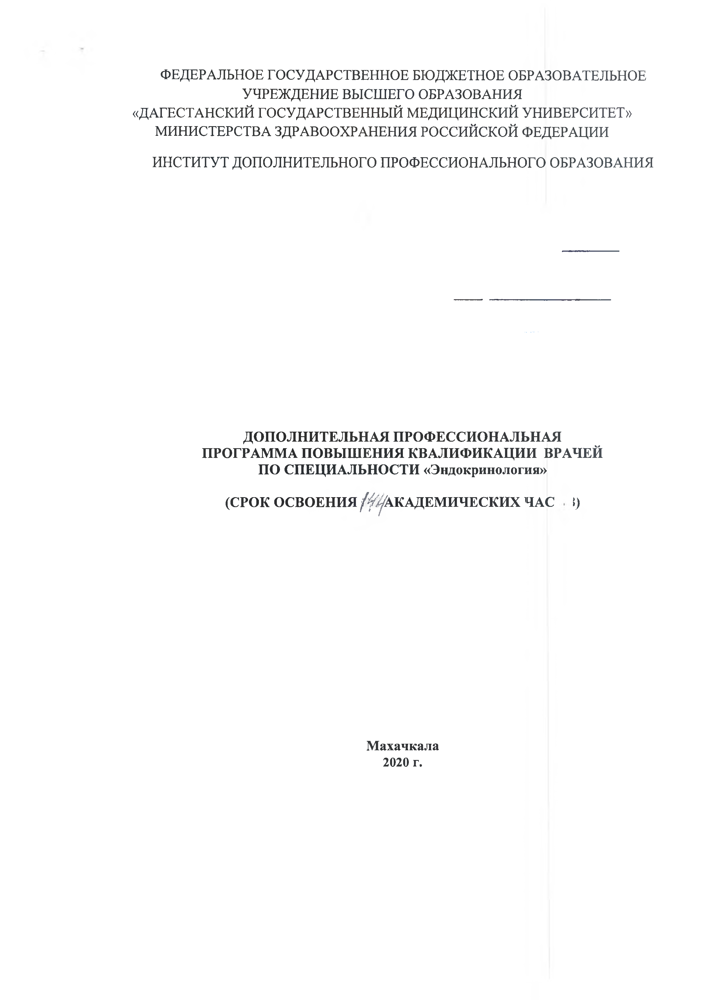 ФЕДЕРАЛЬНОЕ ГОСУДАРСТВЕННОЕ БЮДЖЕТНОЕ ОБРАЗОВАТЕЛЬНОЕ
УЧРЕЖДЕНИЕ ВЫСШЕГО ОБРАЗОВАНИЯ
«ДАГЕСТАНСКИЙ ГОСУДАРСТВЕННЫЙ МЕДИЦИНСКИЙ УНИВЕРСИТЕТ»
МИНИСТЕРСТВА ЗДРАВООХРАНЕНИЯ РОССИЙСКОЙ ФЕДЕРАЦИИ
ИНСТИТУТ ДОПОЛНИТЕЛЬНОГО ПРОФЕССИОНАЛЬНОГО ОБРАЗОВАНИЯ
ДОПОЛНИТЕЛЬНАЯ ПРОФЕССИОНАЛЬНАЯ
ПРОГРАММА ПОВЫШЕНИЯ КВАЛИФИКАЦИИ ВРАЧЕЙ
ПО СПЕЦИАЛЬНОСТИ «Эндокринология»
(СРОК ОСВОЕНИЯ 144 АКАДЕМИЧЕСКИХ ЧАС В)
Махачкала
2020 г.